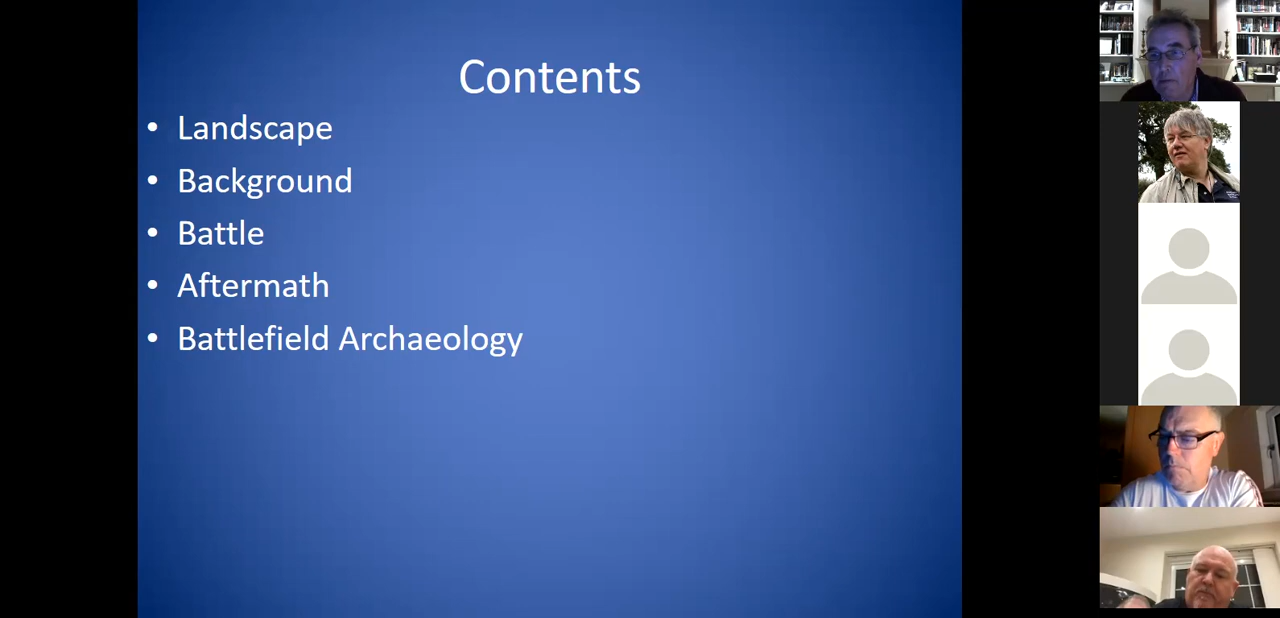 Contents
• Landscape
• Background
• Battle
• Aftermath
• Battlefield Archaeology